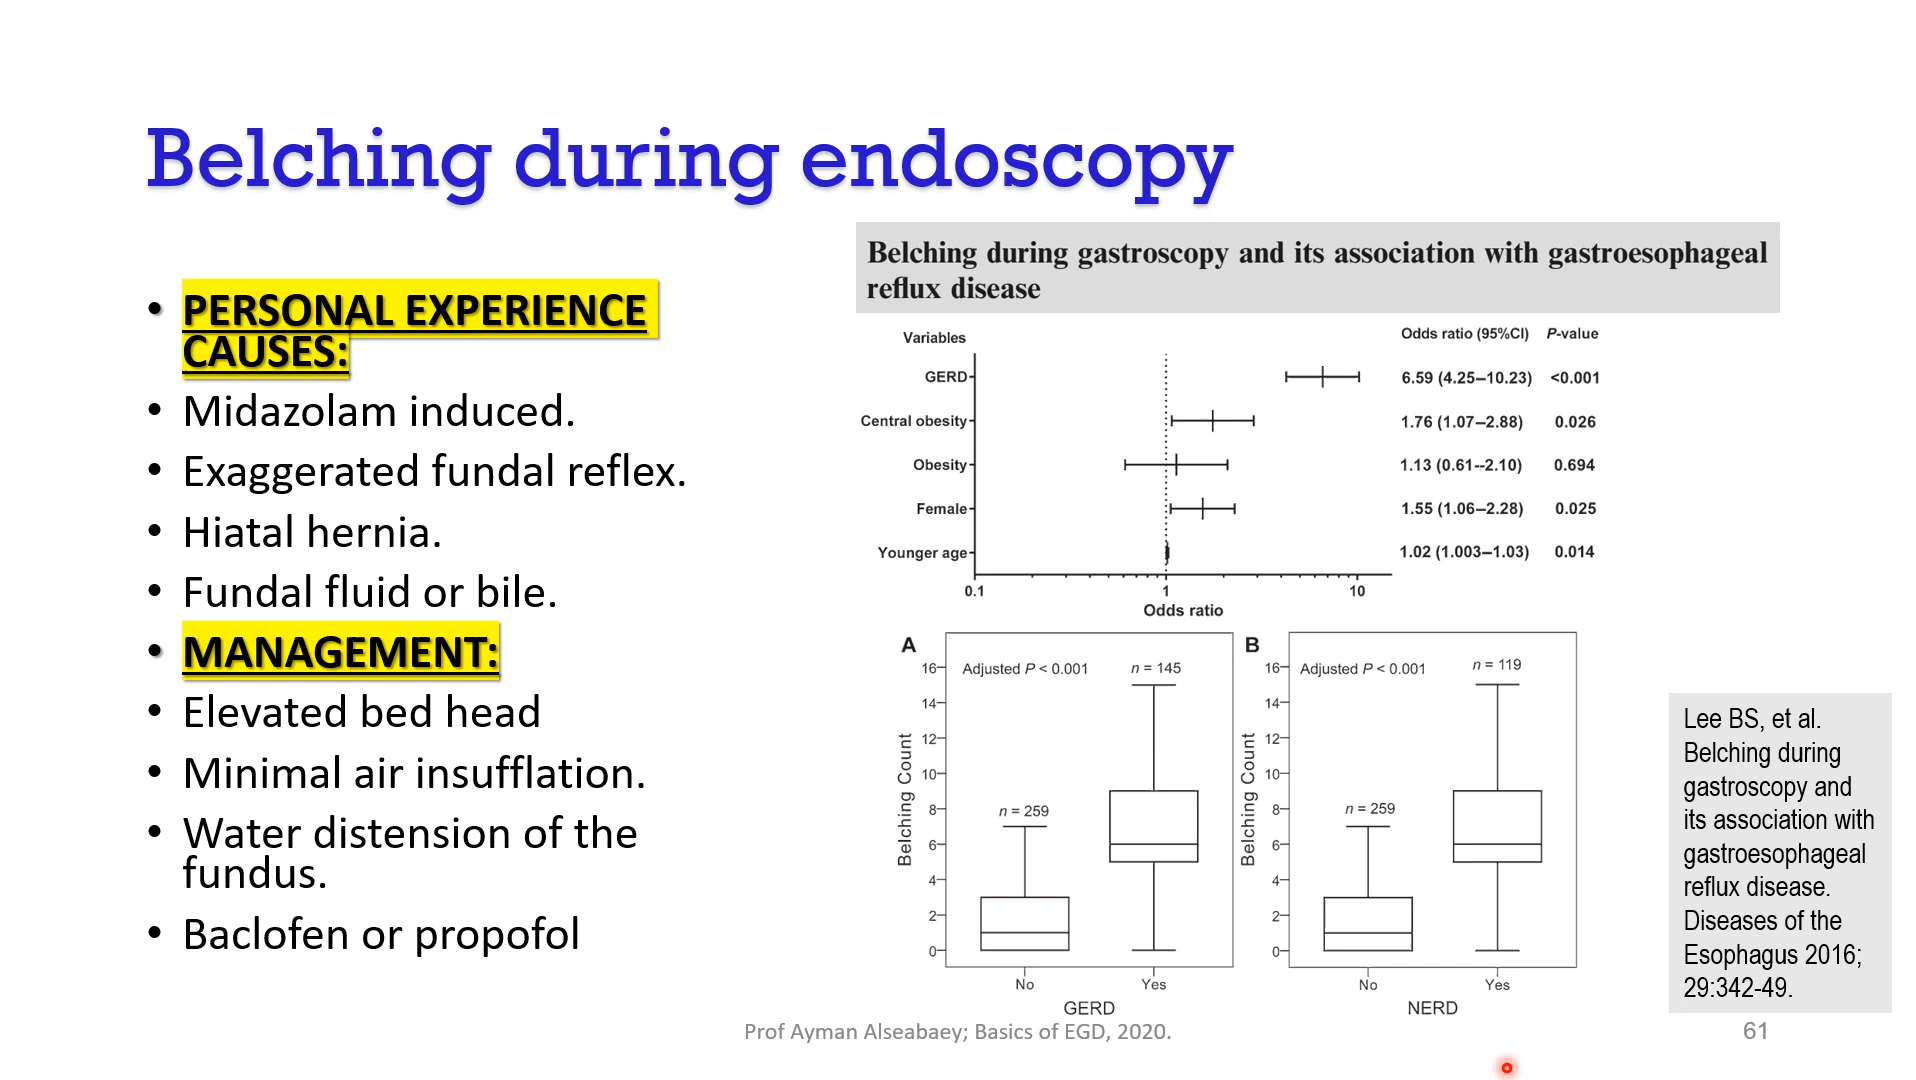 Belching during endoscopy
• PERSONAL EXPERIENCE
CAUSES:
• Midazolam induced.
• Exaggerated fundal reflex.
• Hiatal hernia.
• Fundal fluid or bile.
• MANAGEMENT:
• Elevated bed head
• Minimal air insufflation.
• Water distension of the
fundus.
• Baclofen or propofol
Belching during gastroscopy and its association with gastroesophageal
reflux disease
Variables Odds ratio (95%CI) P-value
GERD 6.59 (4.25–10.23) <0.001
Central obesity 1.76 (1.07–2.88) 0.026
Obesity 1.13 (0.61--2.10) 0.694
Female 1.55 (1.06–2.28) 0.025
Younger age 1.02 (1.003–1.03) 0.014
0.1 1 10
Odds ratio
A
Adjusted P < 0.001
n = 145
n = 259
16
14
12
10
8
6
4
2
0
Belching Count
No Yes
GERD
B
Adjusted P < 0.001
n = 119
n = 259
16
14
12
10
8
6
4
2
0
Belching Count
No Yes
NERD
Lee BS, et al.
Belching during
gastroscopy and
its association with
gastroesophageal
reflux disease.
Diseases of the
Esophagus 2016;
29:342-49.
Prof Ayman Alseabaey; Basics of EGD, 2020.
61